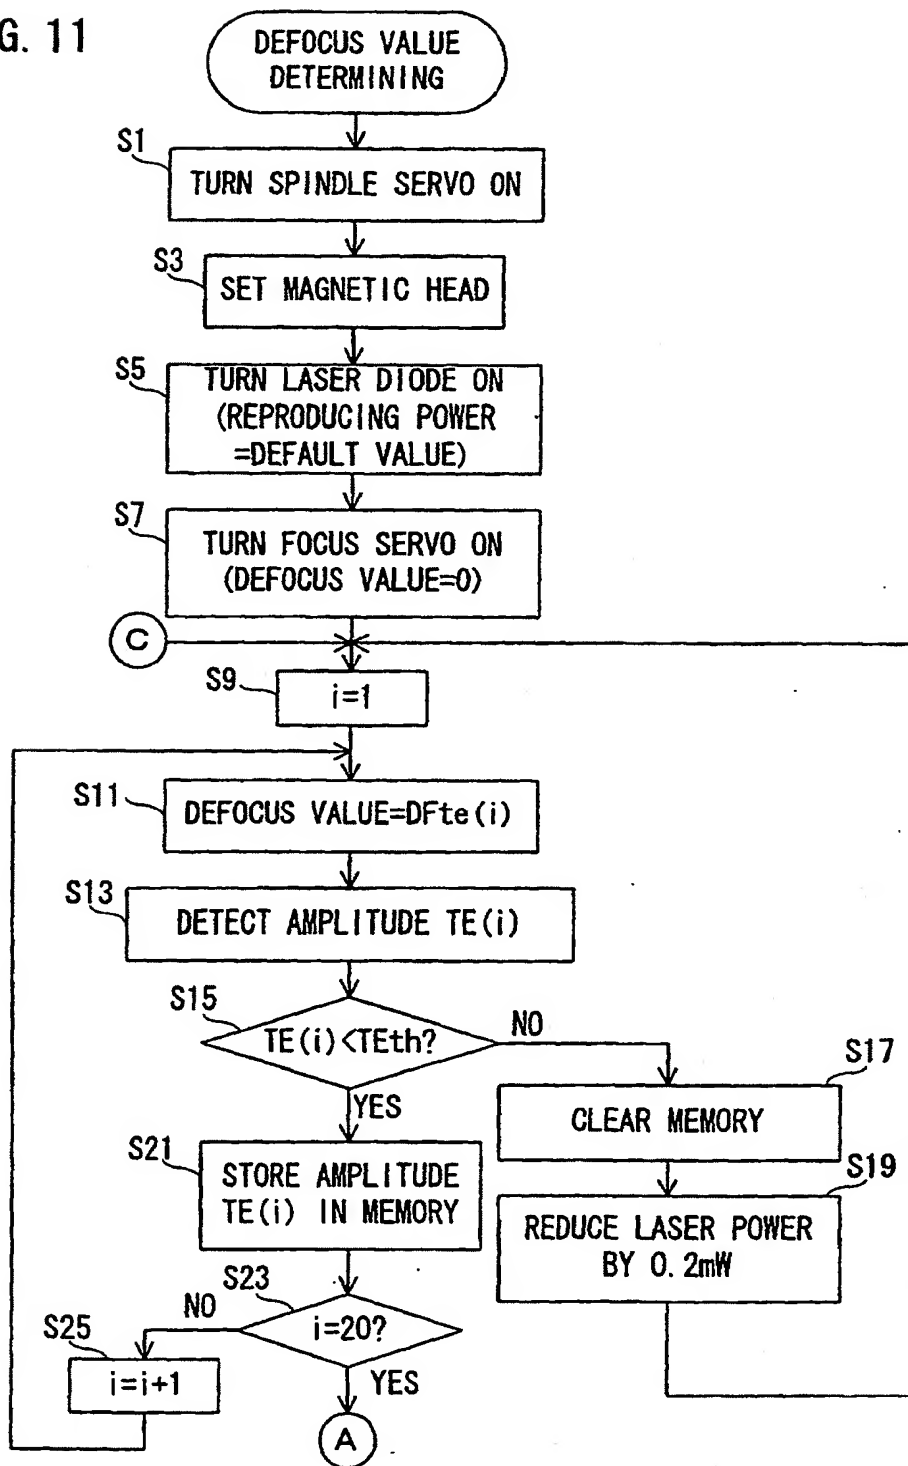 G. 11
DEFOCUS VALUE
DETERMINING
S1
TURN SPINDLE SERVO ON
S3
SET MAGNETIC HEAD
S5
TURN LASER DIODE ON
(REPRODUCING POWER
=DEFAULT VALUE)
S7
TURN FOCUS SERVO ON
(DEFOCUS VALUE=0)
C
S9
i=1
S11
DEFOCUS VALUE=DFte(i)
S13
DETECT AMPLITUDE TE(i)
S15
TE(i)<TEth?
NO
YES
S17
CLEAR MEMORY
S19
REDUCE LASER POWER
BY 0.2mW
S21
STORE AMPLITUDE
TE(i) IN MEMORY
S23
i=20?
NO
YES
S25
i=i+1
A